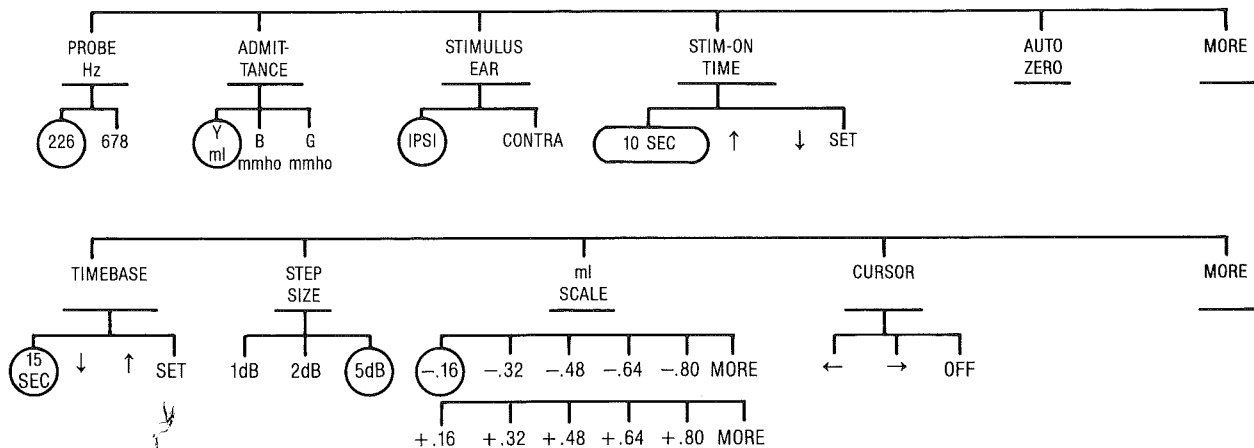 PROBE ADMIT- STIMULUS STIM-ON AUTO MORE
Hz TANCE EAR TIME ZERO
226 678 Y B G IPSI CONTRA 10 SEC ↑ ↓ SET
ml mmho mmho
TIMEBASE STEP ml CURSOR MORE
SIZE SCALE
15 ↓ ↑ SET 1dB 2dB 5dB −.16 −.32 −.48 −.64 −.80 MORE ← → OFF
SEC
+.16 +.32 +.48 +.64 +.80 MORE